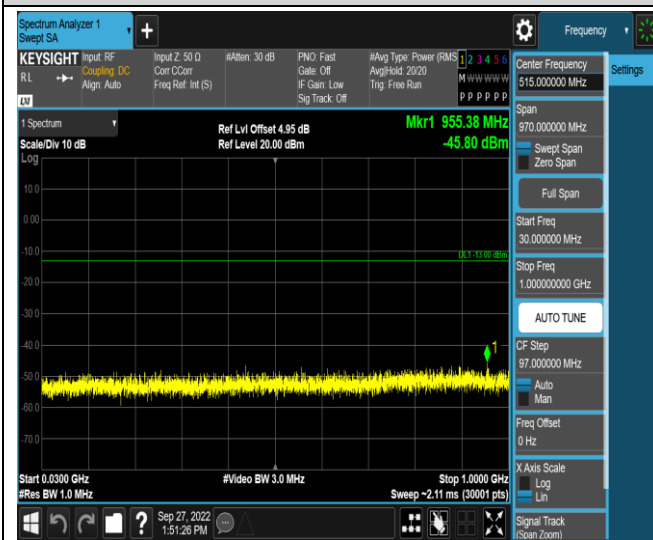 Spectrum Analyzer 1
Swept SA
+
Frequency
KEYSIGHT
RL
LXI
Input: RF
Coupling: DC
Align: Auto
Input Z: 50 Ω
Corr CCorr
Freq Ref: Int (S)
#Atten: 30 dB
PNO: Fast
Gate: Off
IF Gain: Low
Sig Track: Off
#Avg Type: Power (RMS
Avg|Hold: 20/20
Trig: Free Run
1 2 3 4 5 6
M W W W W W
P P P P P P
1 Spectrum
Scale/Div 10 dB
Log
Ref Lvl Offset 4.95 dB
Ref Level 20.00 dBm
Mkr1 955.38 MHz
-45.80 dBm
10.0
0.00
-10.0
-20.0
-30.0
-40.0
-50.0
-60.0
-70.0
DL1 -13.00 dBm
1
Start 0.0300 GHz
#Res BW 1.0 MHz
#Video BW 3.0 MHz
Stop 1.0000 GHz
Sweep ~2.11 ms (30001 pts)
?
Sep 27, 2022
1:51:26 PM
Center Frequency
515.000000 MHz
Settings
Span
970.000000 MHz
Swept Span
Zero Span
Full Span
Start Freq
30.000000 MHz
Stop Freq
1.000000000 GHz
AUTO TUNE
CF Step
97.000000 MHz
Auto
Man
Freq Offset
0 Hz
X Axis Scale
Log
Lin
Signal Track
(Span Zoom)